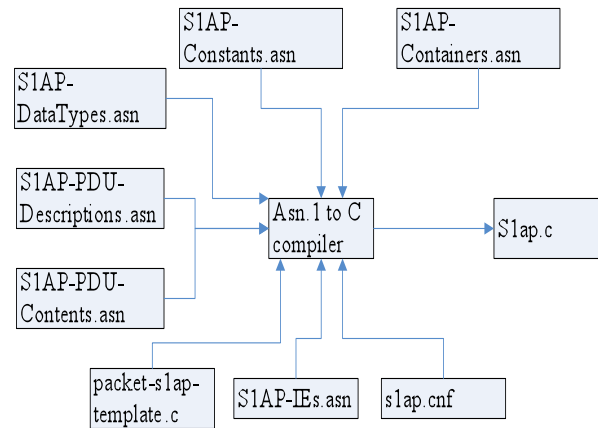 S1AP-
Constants.asn
S1AP-
Containers.asn
S1AP-
DataTypes.asn
S1AP-PDU-
Descriptions.asn
Asn.1 to C
compiler
S1ap.c
S1AP-PDU-
Contents.asn
packet-s1ap-
template.c
S1AP-IEs.asn
s1ap.cnf